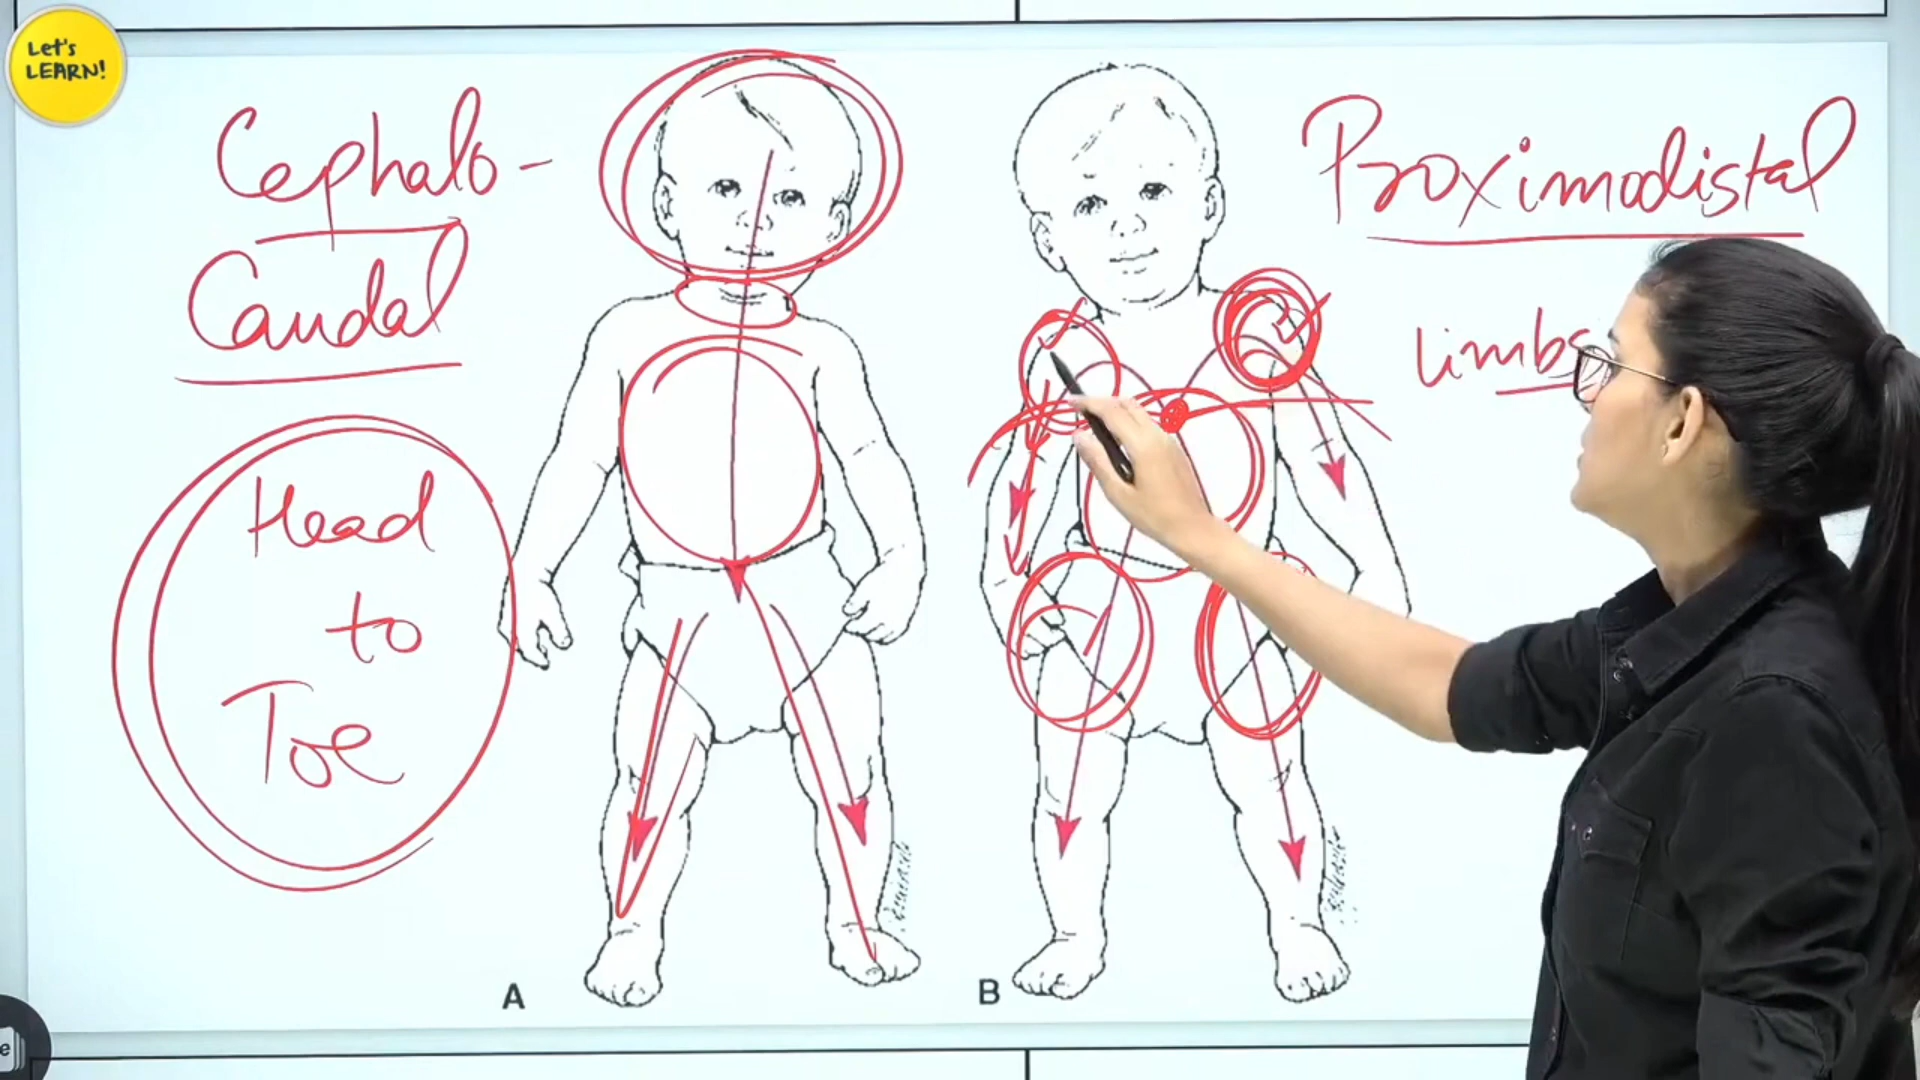 Let's
LEARN!
Cephalo-
Caudal
Head
to
Toe
Proximodistal
limbs
A
B
e